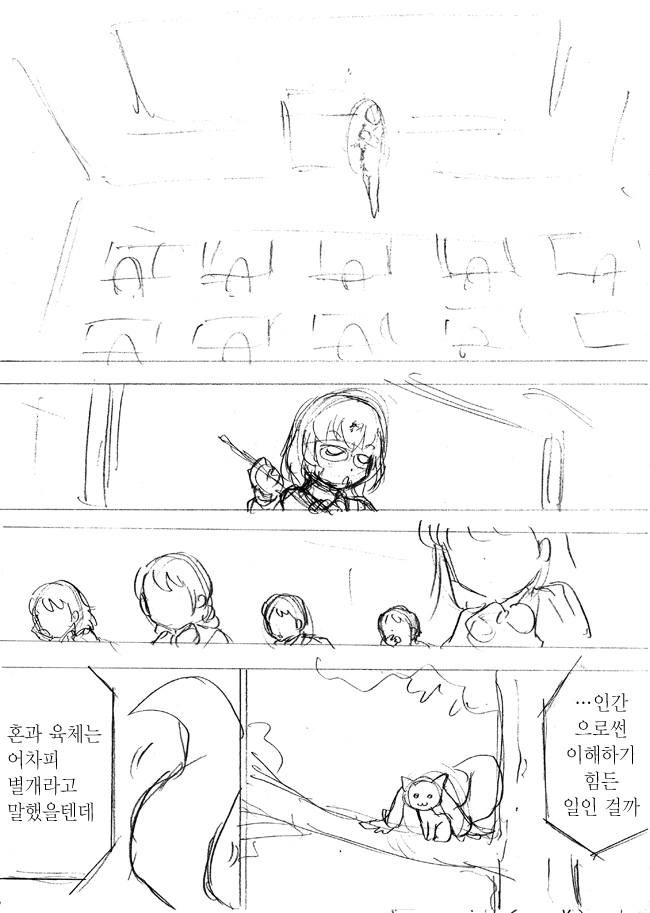 …인간
으로썬
이해하기
힘든
일인 걸까
혼과 육체는
어차피
별개라고
말했을텐데